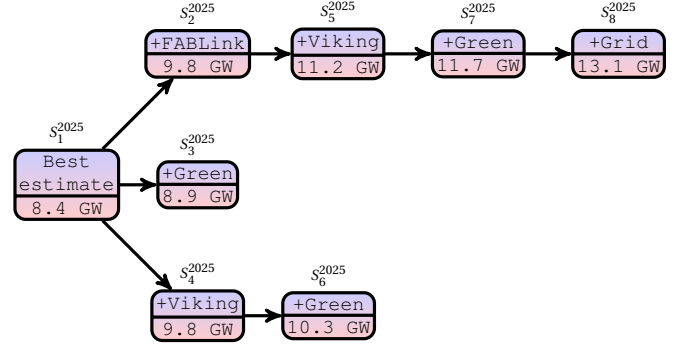 S_2^2025
+FABLink
9.8 GW
S_5^2025
+Viking
11.2 GW
S_7^2025
+Green
11.7 GW
S_8^2025
+Grid
13.1 GW
S_1^2025
Best
estimate
8.4 GW
S_3^2025
+Green
8.9 GW
S_4^2025
+Viking
9.8 GW
S_6^2025
+Green
10.3 GW